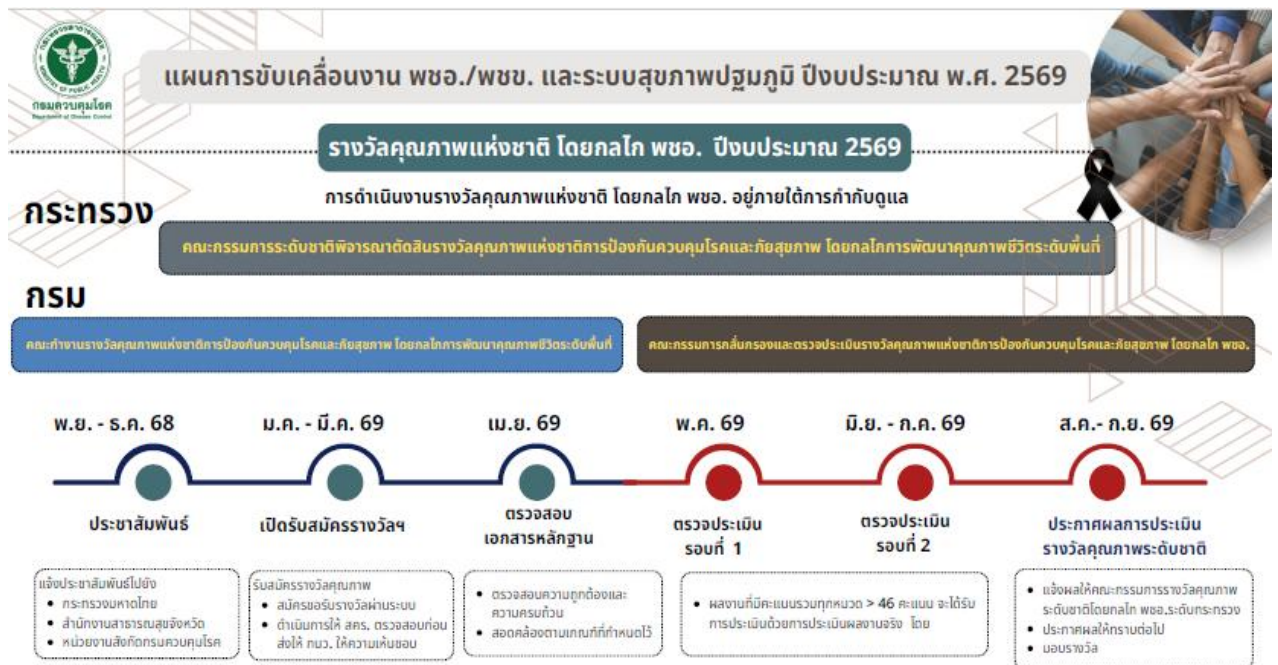 กระทรวงสาธารณสุข
MINISTRY OF PUBLIC HEALTH
กรมควบคุมโรค
Department of Disease Control
แผนการขับเคลื่อนงาน พชอ./พชข. และระบบสุขภาพปฐมภูมิ ปีงบประมาณ พ.ศ. 2569
รางวัลคุณภาพแห่งชาติ โดยกลไก พชอ. ปีงบประมาณ 2569
การดำเนินงานรางวัลคุณภาพแห่งชาติ โดยกลไก พชอ. อยู่ภายใต้การกำกับดูแล
กระทรวง
คณะกรรมการระดับชาติพิจารณาตัดสินรางวัลคุณภาพแห่งชาติการป้องกันควบคุมโรคและภัยสุขภาพ โดยกลไกการพัฒนาคุณภาพชีวิตระดับพื้นที่
กรม
คณะทำงานรางวัลคุณภาพแห่งชาติการป้องกันควบคุมโรคและภัยสุขภาพ โดยกลไกการพัฒนาคุณภาพชีวิตระดับพื้นที่
คณะกรรมการกลั่นกรองและตรวจประเมินรางวัลคุณภาพแห่งชาติการป้องกันควบคุมโรคและภัยสุขภาพ โดยกลไก พชอ.
พ.ย. - ธ.ค. 68
ประชาสัมพันธ์
แจ้งประชาสัมพันธ์ไปยัง
• กระทรวงมหาดไทย
• สำนักงานสาธารณสุขจังหวัด
• หน่วยงานสังกัดกรมควบคุมโรค
ม.ค. - มี.ค. 69
เปิดรับสมัครรางวัลฯ
รับสมัครรางวัลคุณภาพ
• สมัครขอรับรางวัลผ่านระบบ
• ดำเนินการให้ สคร. ตรวจสอบก่อน
ส่งให้ กนว. ให้ความเห็นชอบ
เม.ย. 69
ตรวจสอบ
เอกสารหลักฐาน
• ตรวจสอบความถูกต้องและ
ความครบถ้วน
• สอดคล้องตามเกณฑ์ที่กำหนดไว้
พ.ค. 69
ตรวจประเมิน
รอบที่ 1
มิ.ย. - ก.ค. 69
ตรวจประเมิน
รอบที่ 2
• ผลงานที่มีคะแนนรวมทุกหมวด > 46 คะแนน จะได้รับ
การประเมินด้วยการประเมินผลงานจริง โดย
ส.ค.- ก.ย. 69
ประกาศผลการประเมิน
รางวัลคุณภาพระดับชาติ
• แจ้งผลให้คณะกรรมการรางวัลคุณภาพ
ระดับชาติโดยกลไก พชอ.ระดับกระทรวง
• ประกาศผลให้ทราบต่อไป
• มอบรางวัล